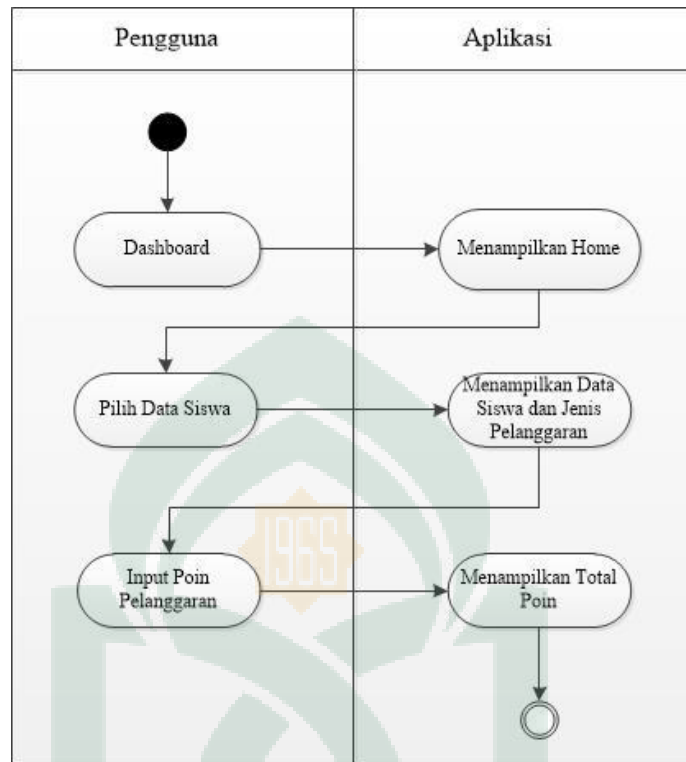 Pengguna
Aplikasi
Dashboard
Menampilkan Home
Pilih Data Siswa
Menampilkan Data
Siswa dan Jenis
Pelanggaran
Input Poin
Pelanggaran
Menampilkan Total
Poin
1965